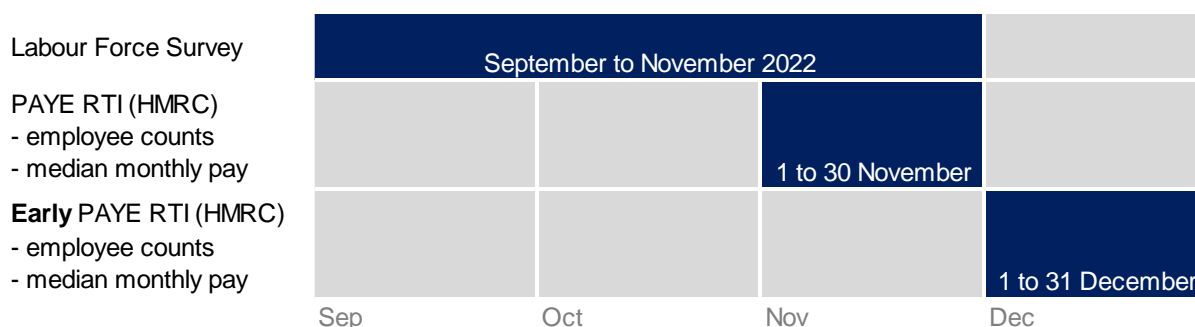 Labour Force Survey
September to November 2022
PAYE RTI (HMRC)
- employee counts
- median monthly pay
1 to 30 November
Early PAYE RTI (HMRC)
- employee counts
- median monthly pay
1 to 31 December
Sep Oct Nov Dec